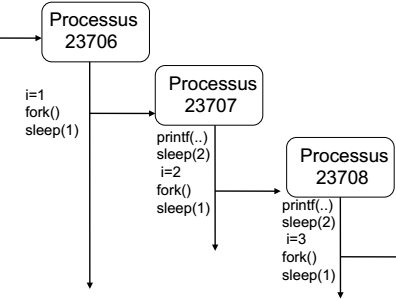 Processus
23706
i=1
fork()
sleep(1)
Processus
23707
printf(..)
sleep(2)
i=2
fork()
sleep(1)
Processus
23708
printf(..)
sleep(2)
i=3
fork()
sleep(1)